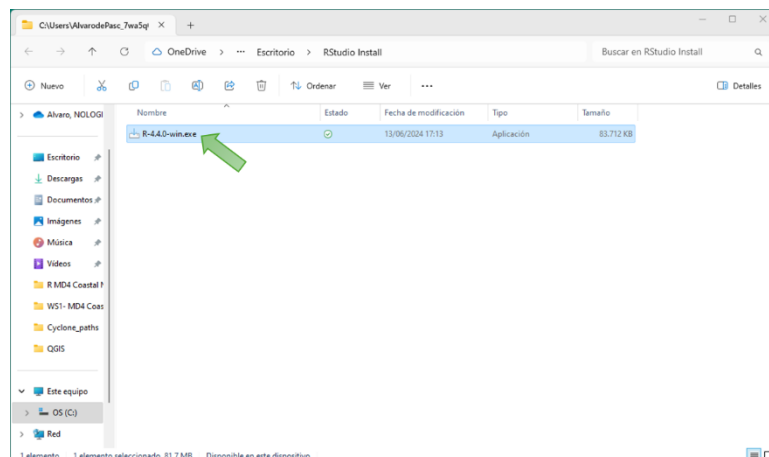 C:\Users\AlvarodePasc_7wa5q
OneDrive > ... Escritorio > RStudio Install
Buscar en RStudio Install
Nuevo
Ordenar
Ver
...
Detalles
Alvaro, NOLOG
Nombre
Estado
Fecha de modificación
Tipo
Tamaño
R-4.4.0-win.exe
13/06/2024 17:13
Aplicación
83.712 KB
Escritorio
Descargas
Documentos
Imágenes
Música
Vídeos
R MD4 Coastal
WS1- MD4 Coas
Cyclone_paths
QGIS
Este equipo
OS (C:)
Red
1 elemento
1 elemento seleccionado 81,7 MB
Disponible en este dispositivo